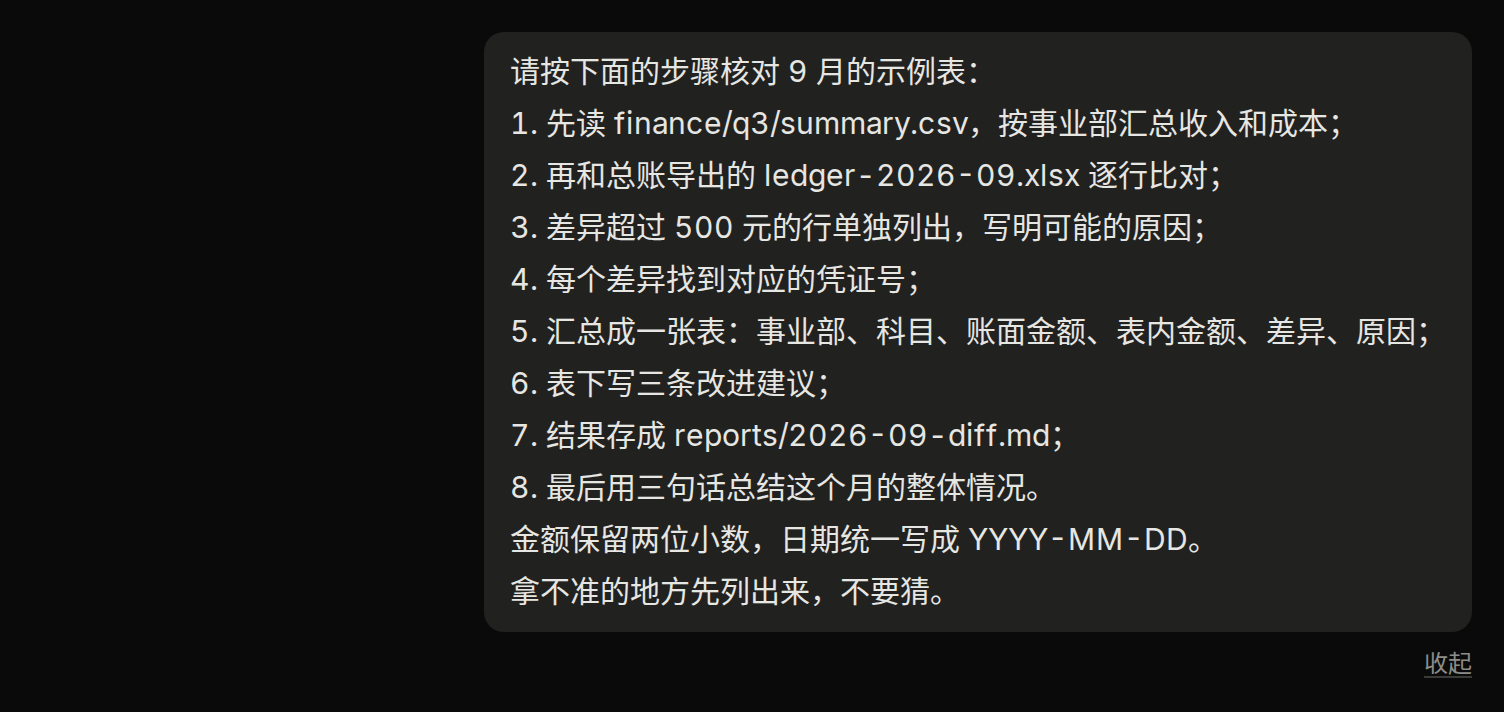 请按下面的步骤核对 9 月的示例表：
1. 先读 finance/q3/summary.csv，按事业部汇总收入和成本；
2. 再和总账导出的 ledger-2026-09.xlsx 逐行比对；
3. 差异超过 500 元的行单独列出，写明可能的原因；
4. 每个差异找到对应的凭证号；
5. 汇总成一张表：事业部、科目、账面金额、表内金额、差异、原因；
6. 表下写三条改进建议；
7. 结果存成 reports/2026-09-diff.md；
8. 最后用三句话总结这个月的整体情况。
金额保留两位小数，日期统一写成 YYYY-MM-DD。
拿不准的地方先列出来，不要猜。
收起